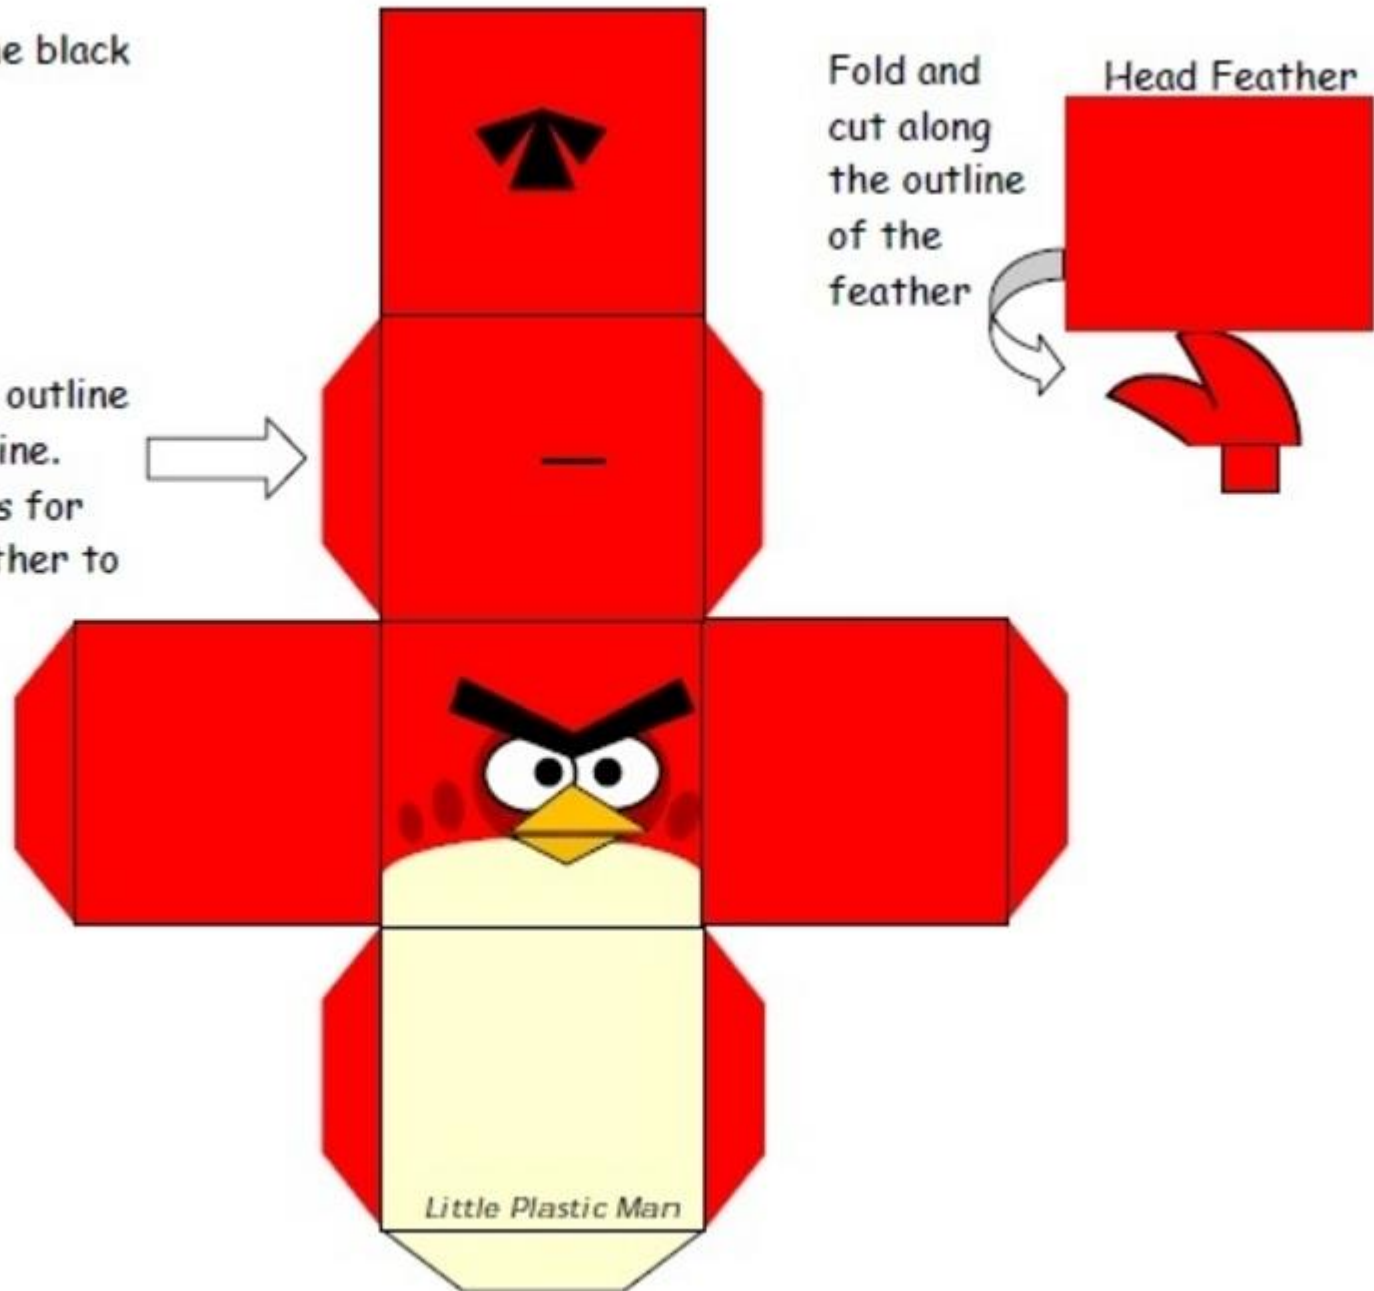 e black
outline
ine.
s for
ther to
Fold and
cut along
the outline
of the
feather
Head Feather
Little Plastic Man